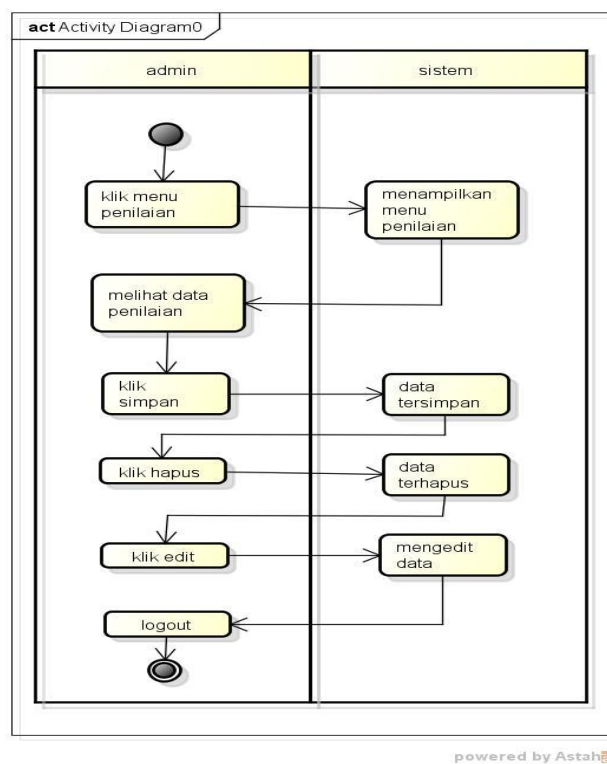 act Activity Diagram0
admin
sistem
klik menu
penilaian
menampilkan
menu
penilaian
melihat data
penilaian
klik
simpan
data
tersimpan
klik hapus
data
terhapus
klik edit
mengedit
data
logout
powered by Astah